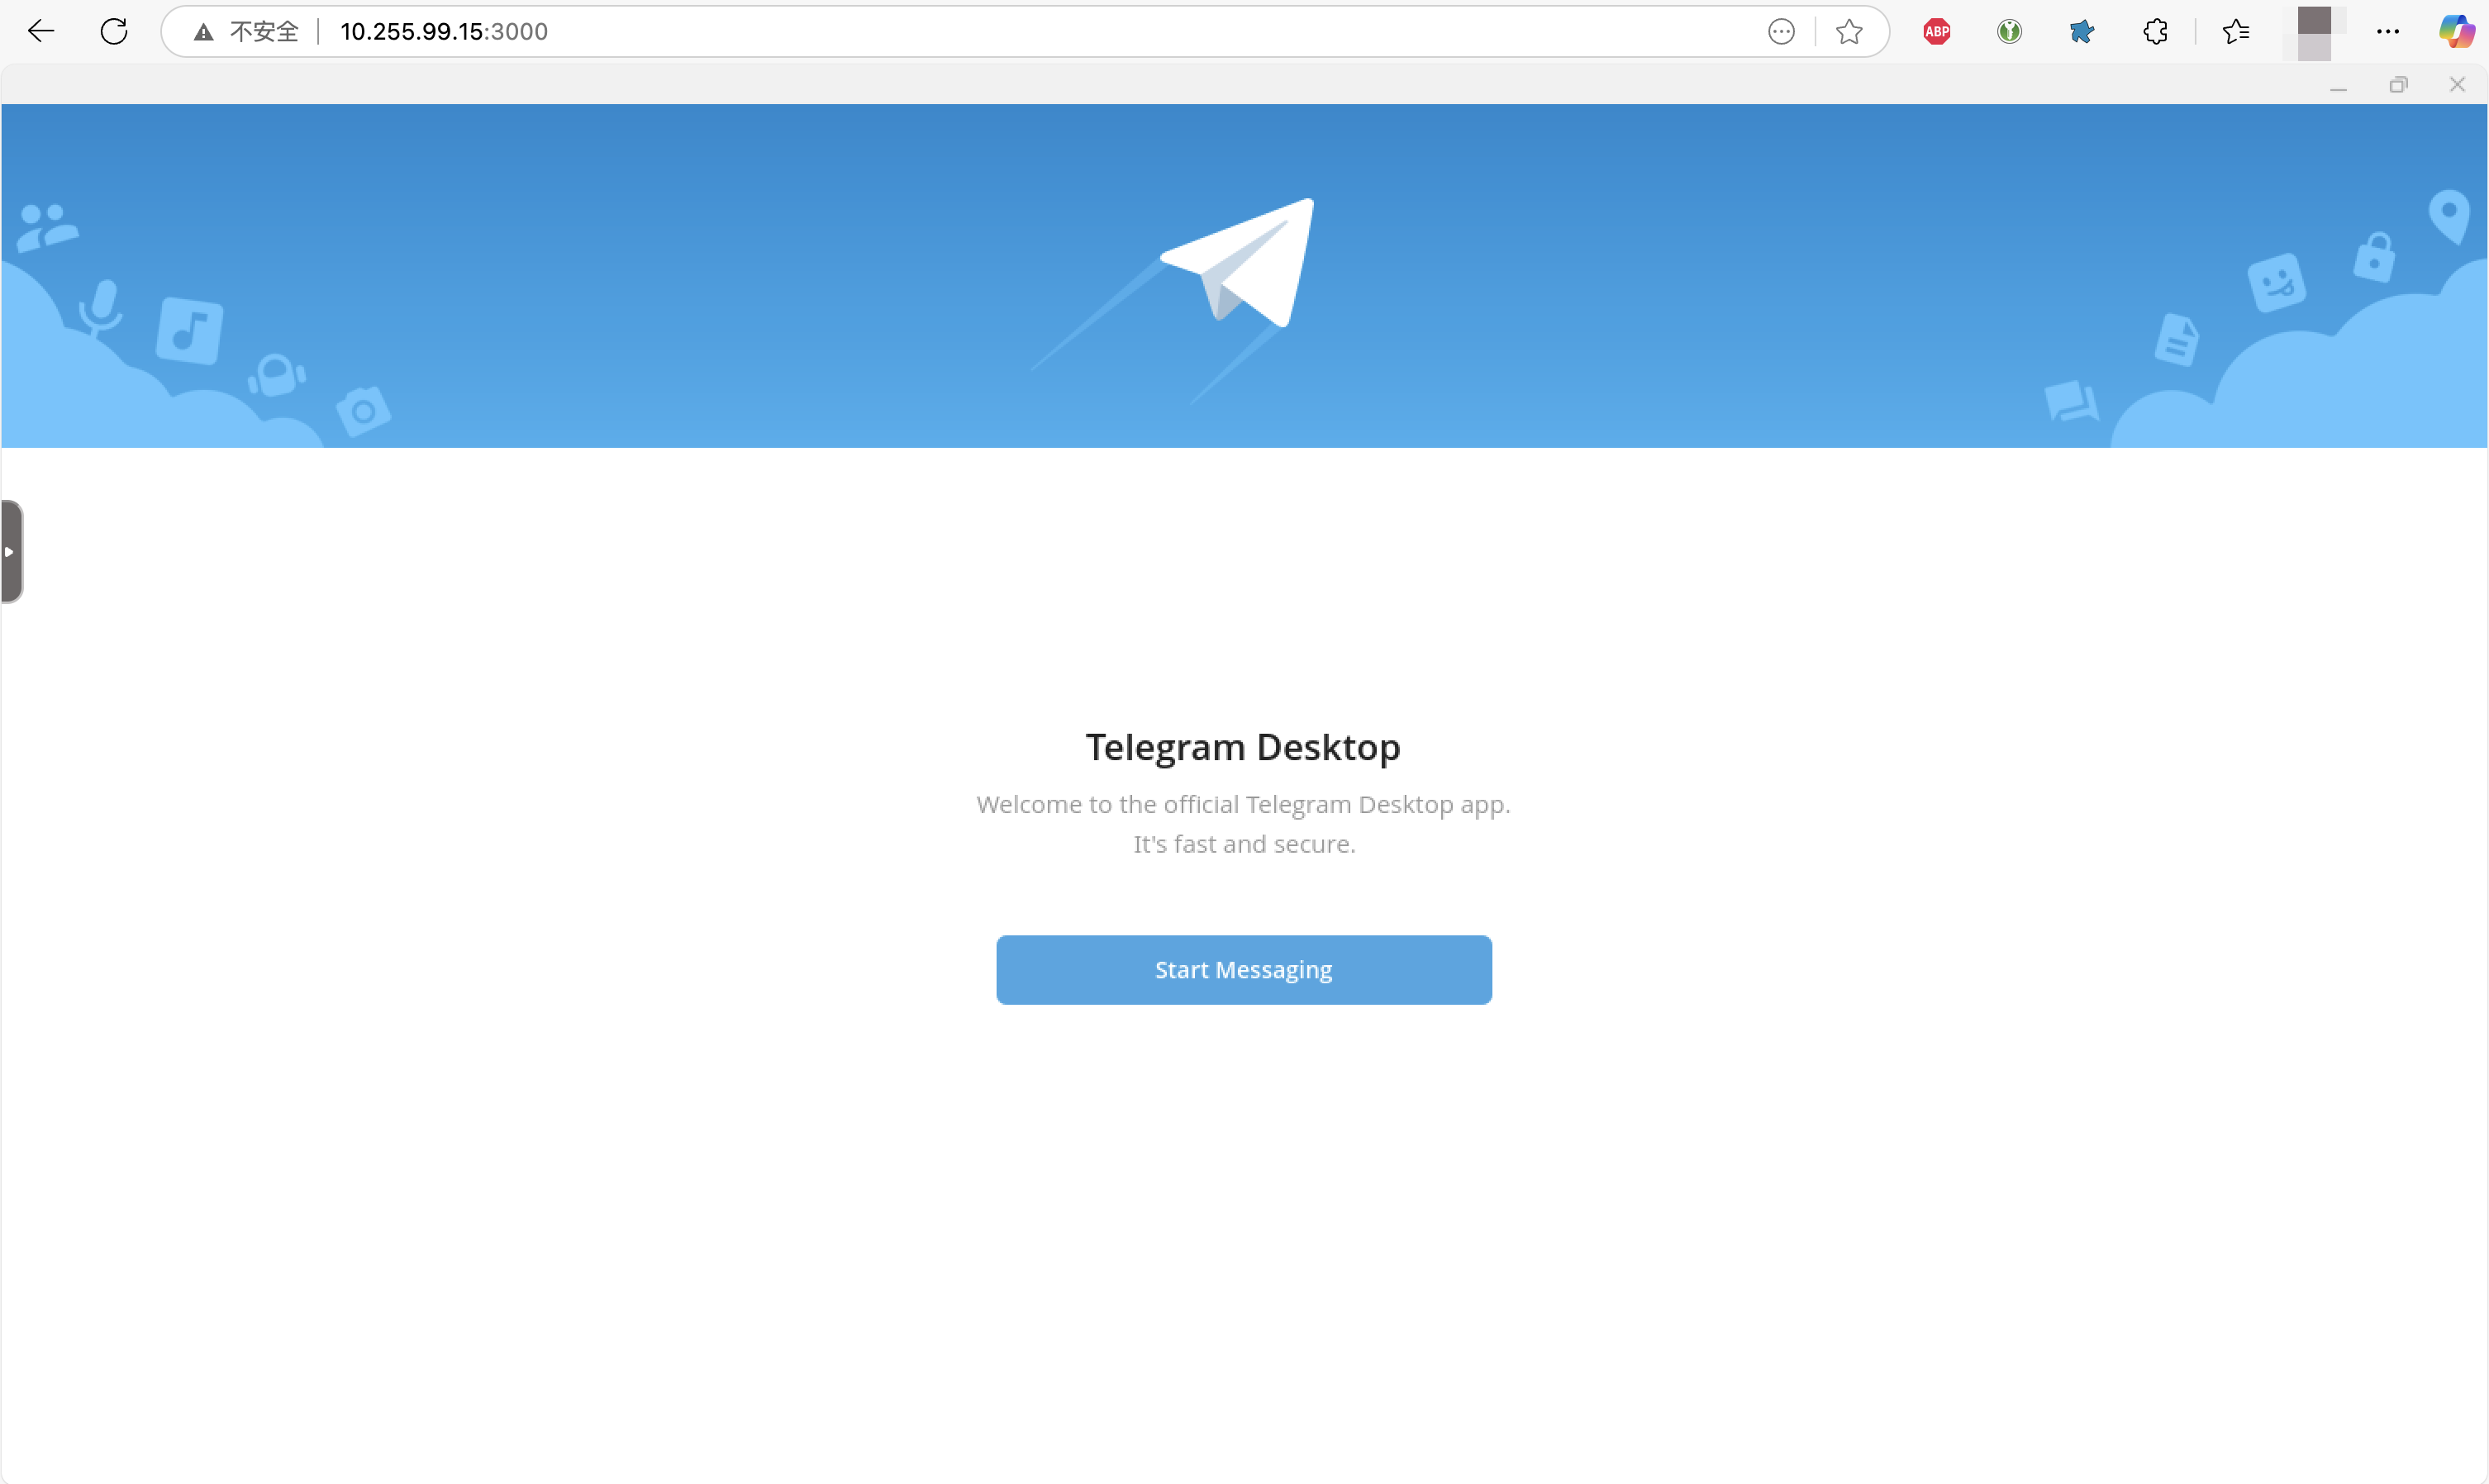 不安全
10.255.99.15:3000
ABP
Telegram Desktop
Welcome to the official Telegram Desktop app.
It's fast and secure.
Start Messaging